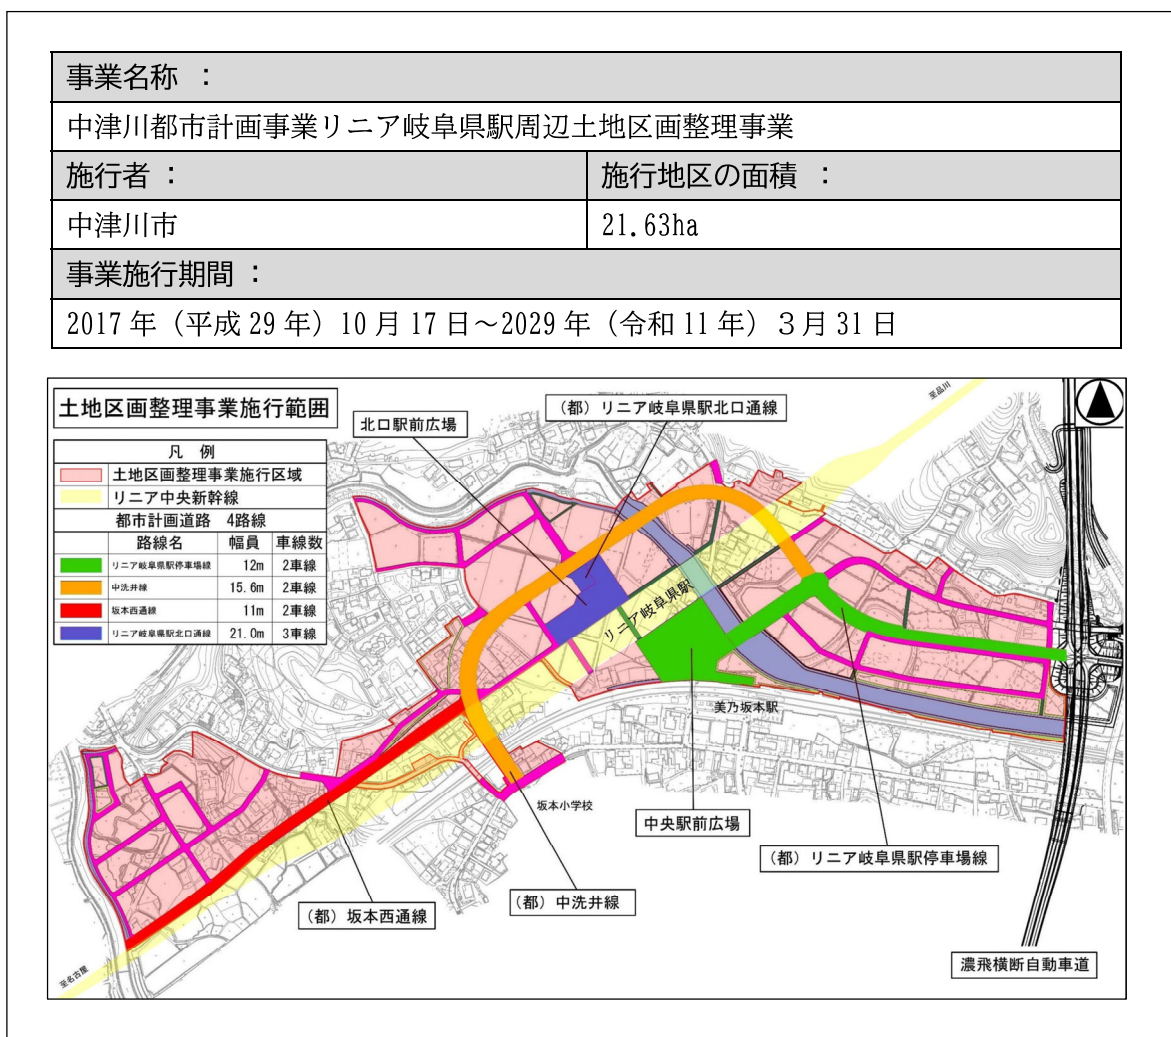 事業名称 ：
中津川都市計画事業リニア岐阜県駅周辺土地区画整理事業
施行者：
施行地区の面積 ：
中津川市
21.63ha
事業施行期間：
2017年（平成29年）10月17日～2029年（令和11年）３月31日
土地区画整理事業施行範囲
凡 例
土地区画整理事業施行区域
リニア中央新幹線
都市計画道路 4路線
路線名 幅員 車線数
リニア岐阜県駅停車場線 12m 2車線
中洗井線 15.6m 2車線
坂本西通線 11m 2車線
リニア岐阜県駅北口通線 21.0m 3車線
北口駅前広場
（都）リニア岐阜県駅北口通線
至品川
リニア岐阜県駅
美乃坂本駅
坂本小学校
中央駅前広場
（都）リニア岐阜県駅停車場線
（都）中洗井線
（都）坂本西通線
濃飛横断自動車道
至名古屋